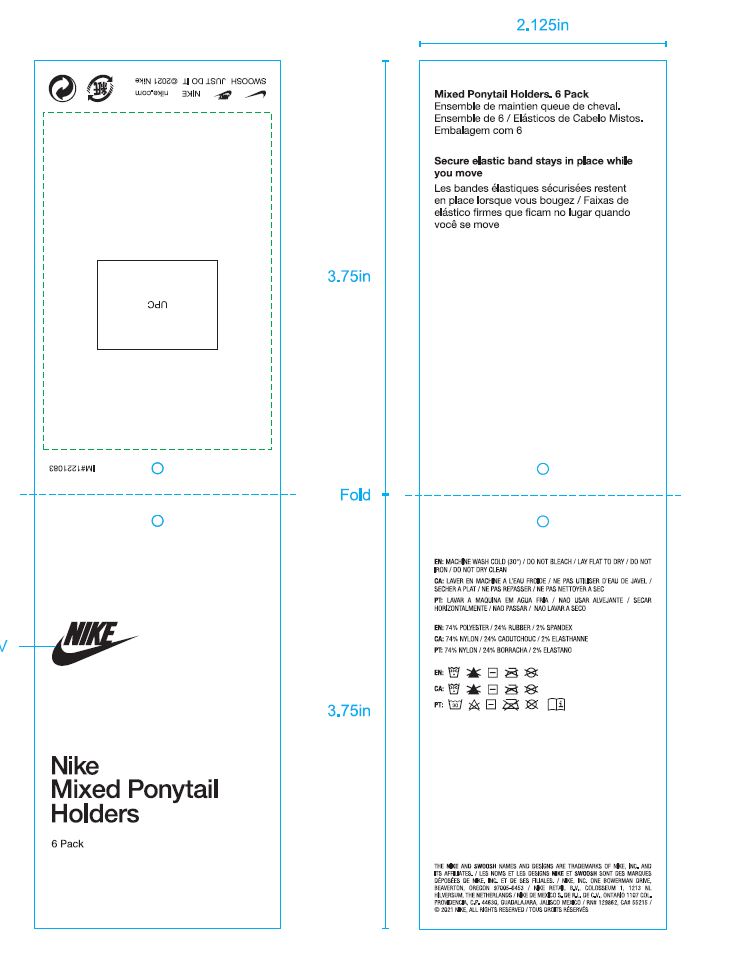 2.125in
SWOOSH JUST DO IT ©2021 Nike
NIKE nike.com
UPC
IM#1221083
Mixed Ponytail Holders. 6 Pack
Ensemble de maintien queue de cheval.
Ensemble de 6 / Elásticos de Cabelo Mistos.
Embalagem com 6
Secure elastic band stays in place while
you move
Les bandes élastiques sécurisées restent
en place lorsque vous bougez / Faixas de
elástico firmes que ficam no lugar quando
você se move
3.75in
Fold
V
NIKE
Nike
Mixed Ponytail
Holders
6 Pack
3.75in
EN: MACHINE WASH COLD (30°) / DO NOT BLEACH / LAY FLAT TO DRY / DO NOT
IRON / DO NOT DRY CLEAN
CA: LAVER EN MACHINE A L'EAU FROIDE / NE PAS UTILISER D'EAU DE JAVEL /
SECHER A PLAT / NE PAS REPASSER / NE PAS NETTOYER A SEC
PT: LAVAR A MAQUINA EM AGUA FRIA / NAO USAR ALVEJANTE / SECAR
HORIZONTALMENTE / NAO PASSAR / NAO LAVAR A SECO
EN: 74% POLYESTER / 24% RUBBER / 2% SPANDEX
CA: 74% NYLON / 24% CAOUTCHOUC / 2% ELASTHANNE
PT: 74% NYLON / 24% BORRACHA / 2% ELASTANO
EN:
CA:
PT: 30
THE NIKE AND SWOOSH NAMES AND DESIGNS ARE TRADEMARKS OF NIKE, INC. AND
ITS AFFILIATES. / LES NOMS ET LES DESIGNS NIKE ET SWOOSH SONT DES MARQUES
DÉPOSÉES DE NIKE, INC. ET DE SES FILIALES. / NIKE, INC. ONE BOWERMAN DRIVE,
BEAVERTON, OREGON 97005-6453 / NIKE RETAIL B.V., COLOSSEUM 1, 1213 NL
HILVERSUM, THE NETHERLANDS / NIKE DE MEXICO S. DE R.L. DE C.V., ONTARIO 1107 COL.
PROVIDENCIA, C.P. 44630, GUADALAJARA, JALISCO MEXICO / RN# 129862, CA# 55215 /
© 2021 NIKE, ALL RIGHTS RESERVED / TOUS DROITS RÉSERVÉS